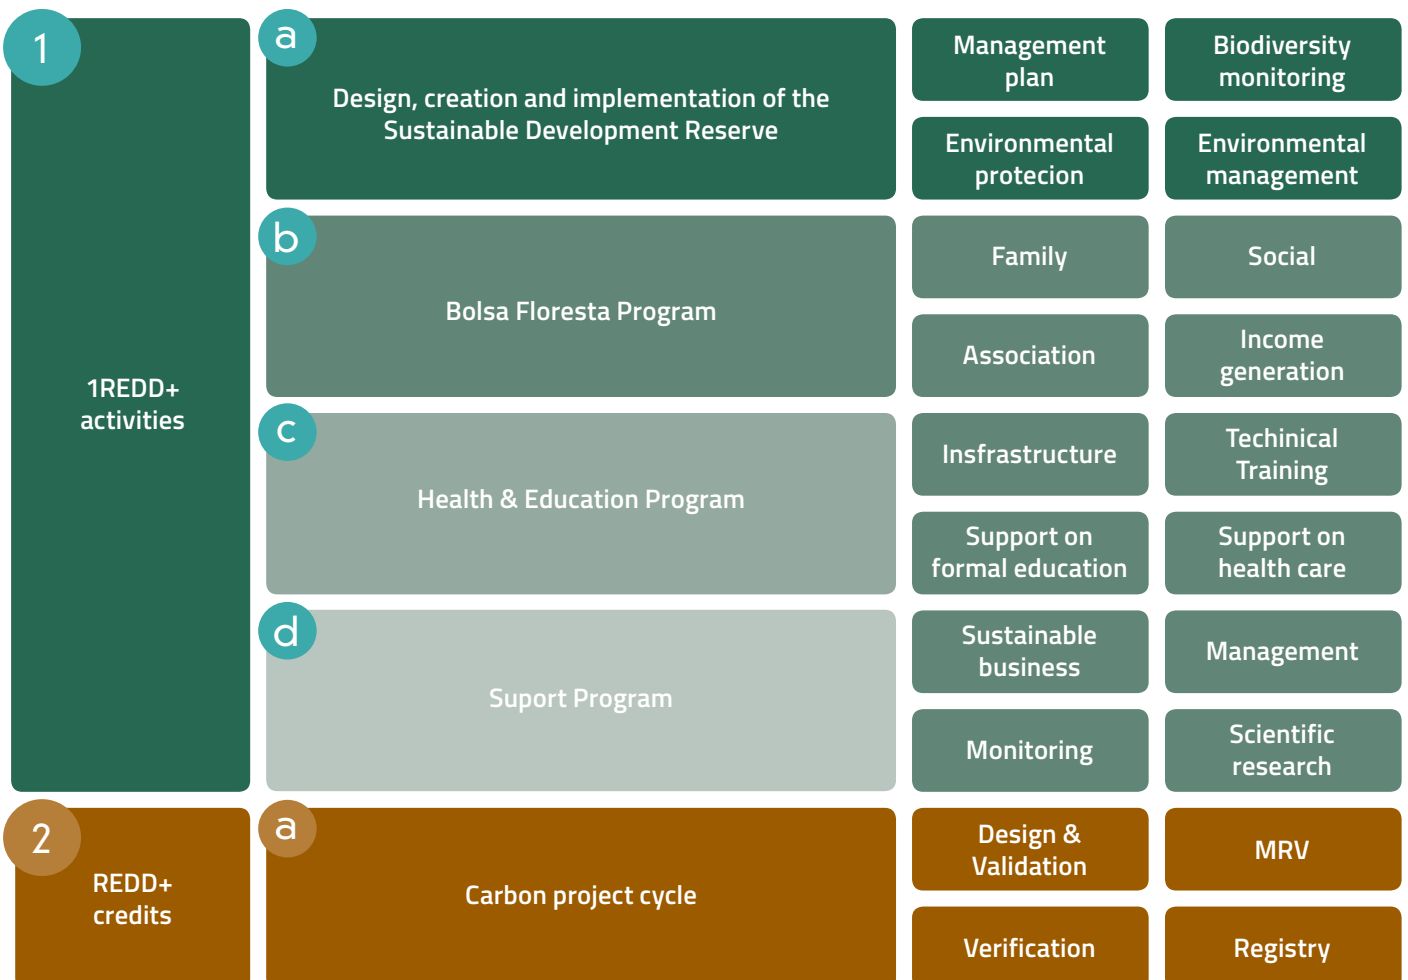 1
1REDD+
activities
a
Design, creation and implementation of the
Sustainable Development Reserve
Management
plan
Biodiversity
monitoring
Environmental
protecion
Environmental
management
b
Bolsa Floresta Program
Family
Social
Association
Income
generation
c
Health & Education Program
Insfrastructure
Techinical
Training
Support on
formal education
Support on
health care
d
Suport Program
Sustainable
business
Management
Monitoring
Scientific
research
2
REDD+
credits
a
Carbon project cycle
Design &
Validation
MRV
Verification
Registry